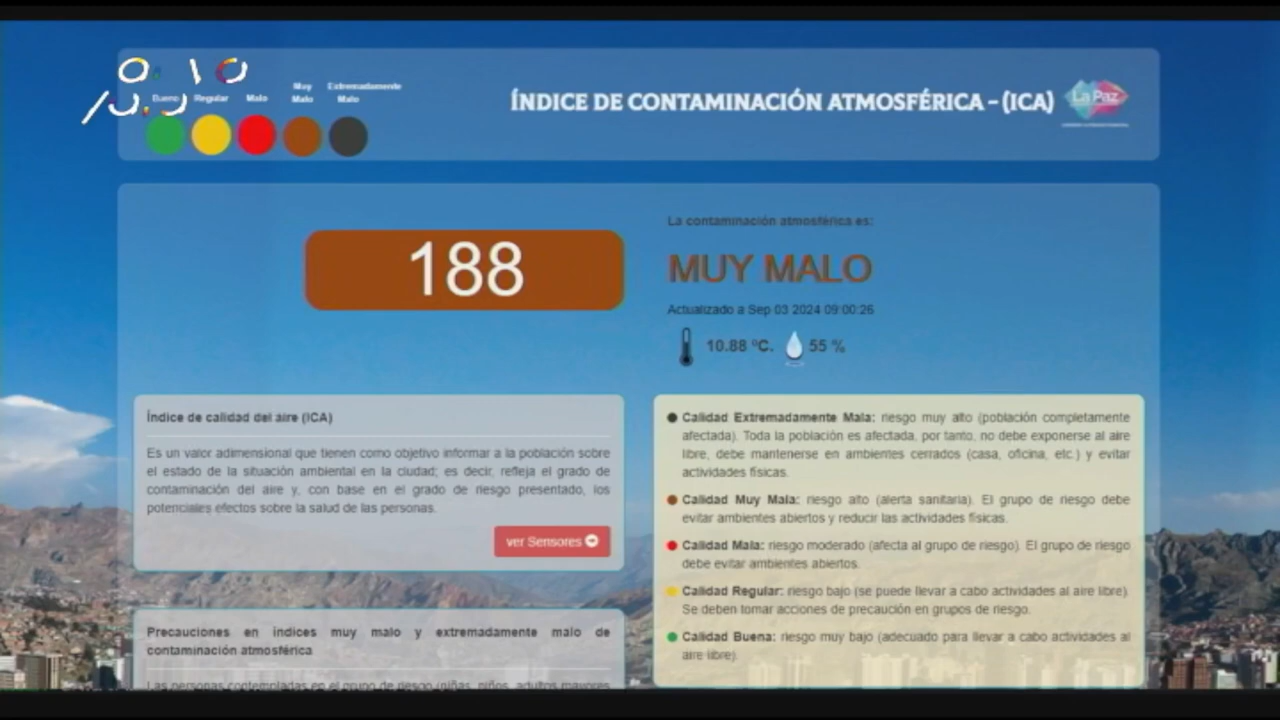 Bueno Regular Malo Muy Malo Extremadamente Malo
ÍNDICE DE CONTAMINACIÓN ATMOSFÉRICA - (ICA)
La Paz
188
La contaminación atmosférica es:
MUY MALO
Actualizado a Sep 03 2024 09:00:26
10.88 ºC. 55 %
Índice de calidad del aire (ICA)
Es un valor adimensional que tienen como objetivo informar a la población sobre
el estado de la situación ambiental en la ciudad; es decir, refleja el grado de
contaminación del aire y, con base en el grado de riesgo presentado, los
potenciales efectos sobre la salud de las personas.
ver Sensores
Precauciones en índices muy malo y extremadamente malo de
contaminación atmosférica
Las personas contempladas en el grupo de riesgo (niñas, niños, adultos mayores
Calidad Extremadamente Mala: riesgo muy alto (población completamente
afectada). Toda la población es afectada, por tanto, no debe exponerse al aire
libre, debe mantenerse en ambientes cerrados (casa, oficina, etc.) y evitar
actividades físicas.
Calidad Muy Mala: riesgo alto (alerta sanitaria). El grupo de riesgo debe
evitar ambientes abiertos y reducir las actividades físicas.
Calidad Mala: riesgo moderado (afecta al grupo de riesgo). El grupo de riesgo
debe evitar ambientes abiertos.
Calidad Regular: riesgo bajo (se puede llevar a cabo actividades al aire libre).
Se deben tomar acciones de precaución en grupos de riesgo.
Calidad Buena: riesgo muy bajo (adecuado para llevar a cabo actividades al
aire libre).